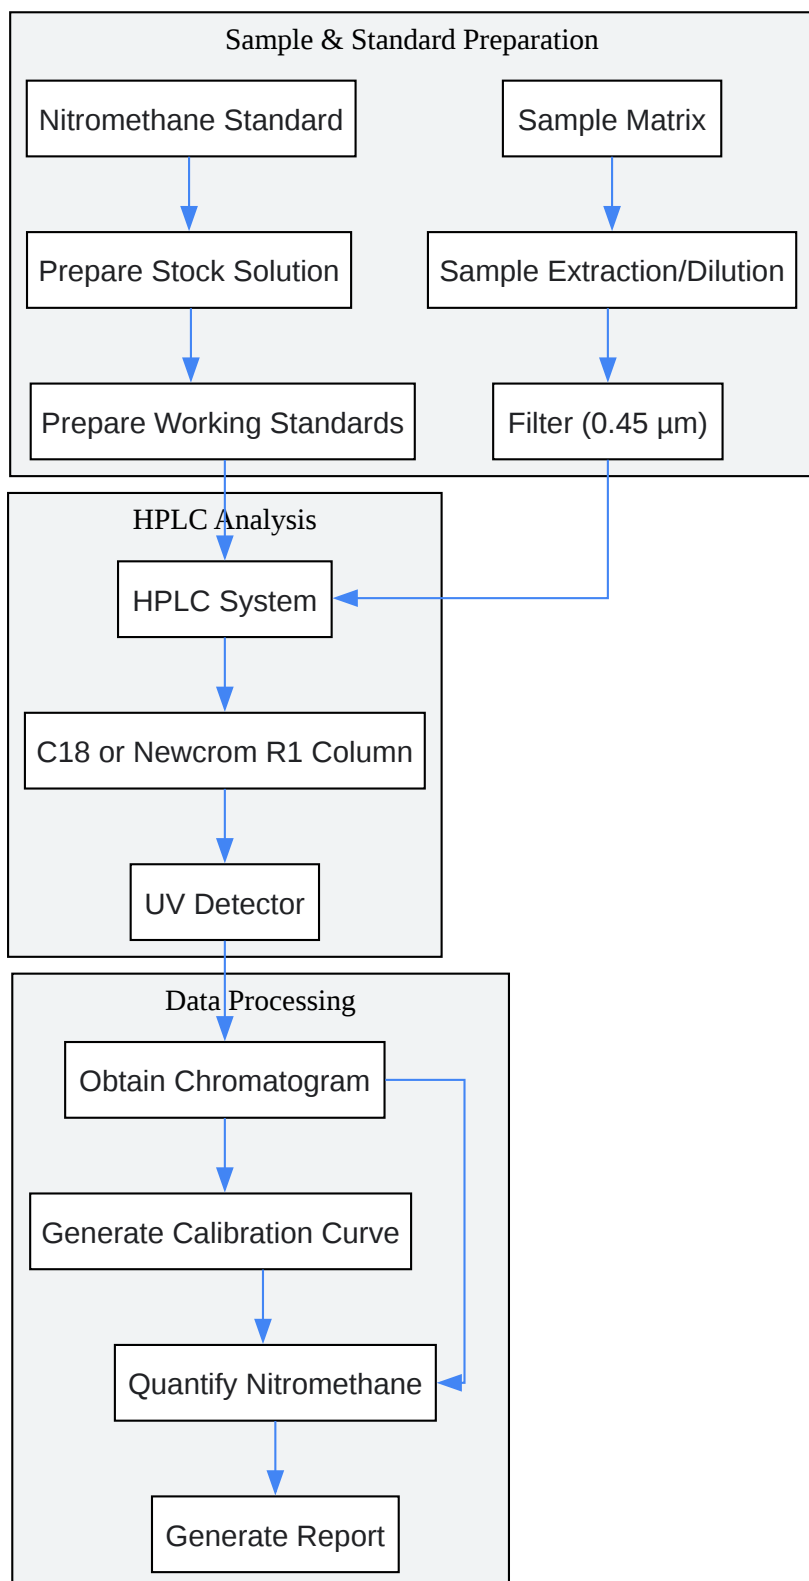 Sample & Standard Preparation
Nitromethane Standard
Sample Matrix
Prepare Stock Solution
Sample Extraction/Dilution
Prepare Working Standards
Filter (0.45 µm)
HPLC Analysis
HPLC System
C18 or Newcrom R1 Column
UV Detector
Data Processing
Obtain Chromatogram
Generate Calibration Curve
Quantify Nitromethane
Generate Report